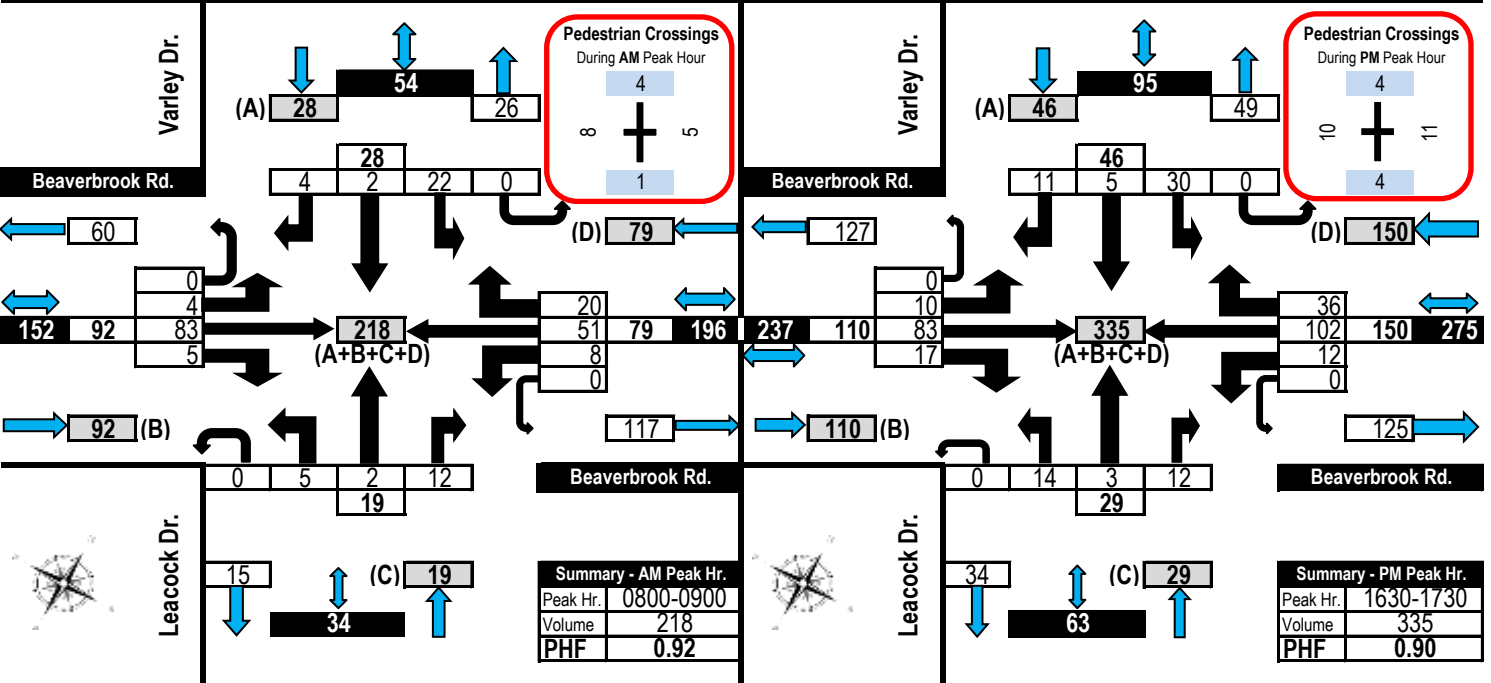 Varley Dr.
Beaverbrook Rd.
(A) 28
54
26
Pedestrian Crossings
During AM Peak Hour
4
8
5
1
28
4 2 22 0
60
(D) 79
0
4
83
5
152 92
218
(A+B+C+D)
20
51
8
0
79 196
92 (B)
117
0 5 2 12
19
Beaverbrook Rd.
Leacock Dr.
15
34
(C) 19
Summary - AM Peak Hr.
Peak Hr. 0800-0900
Volume 218
PHF 0.92
Varley Dr.
Beaverbrook Rd.
(A) 46
95
49
Pedestrian Crossings
During PM Peak Hour
4
10
11
4
46
11 5 30 0
127
(D) 150
0
10
83
17
237 110
335
(A+B+C+D)
36
102
12
0
150 275
110 (B)
125
0 14 3 12
29
Beaverbrook Rd.
Leacock Dr.
34
63
(C) 29
Summary - PM Peak Hr.
Peak Hr. 1630-1730
Volume 335
PHF 0.90